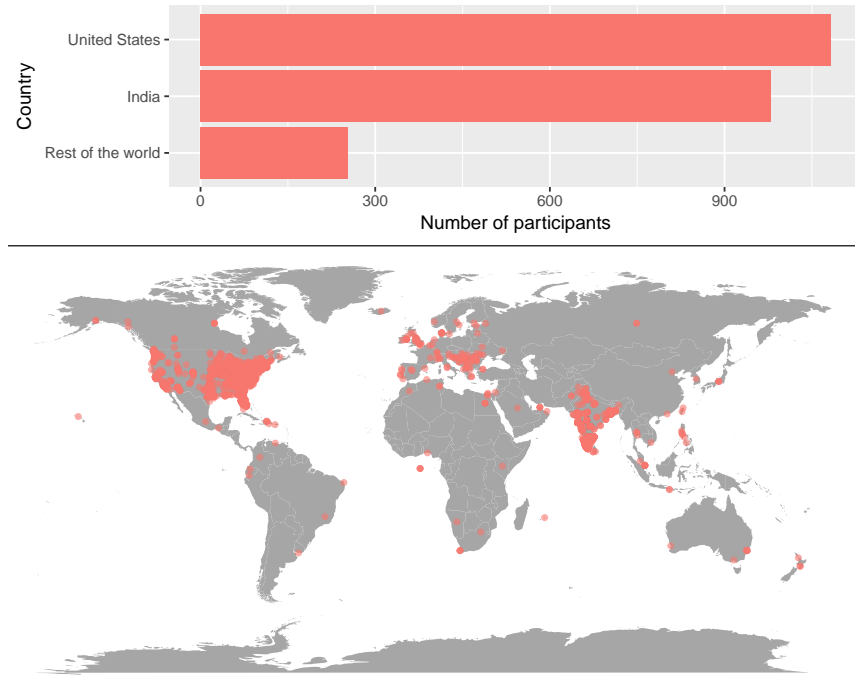 United States
India
Rest of the world
Country
0 300 600 900
Number of participants